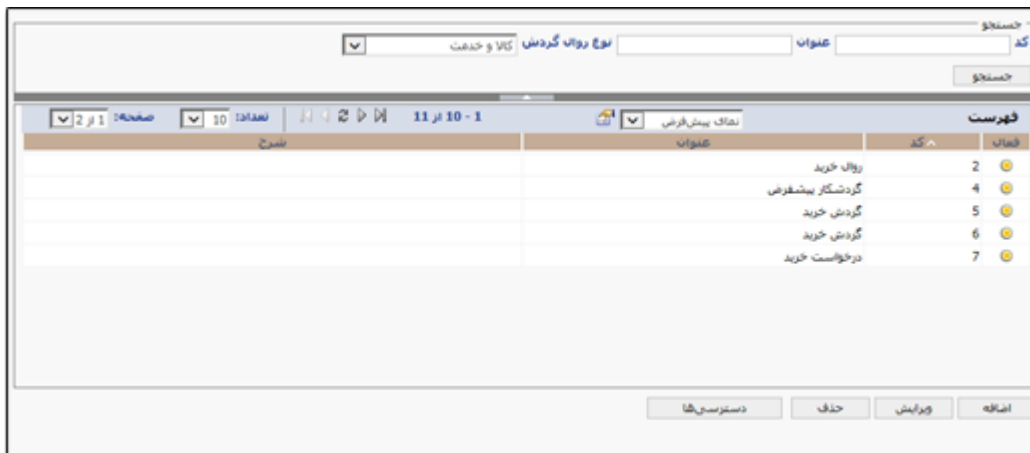 جستجو
کد عنوان نوع روال گردش کالا و خدمت
جستجو
فهرست نمای پیش‌فرض 1 - 10 از 11 تعداد: 10 صفحه: 1 از 2
فعال کد عنوان شرح
2 روال خرید
4 گردشکار پیشفرض
5 گردش خرید
6 گردش خرید
7 درخواست خرید
اضافه ویرایش حذف دسترسی‌ها